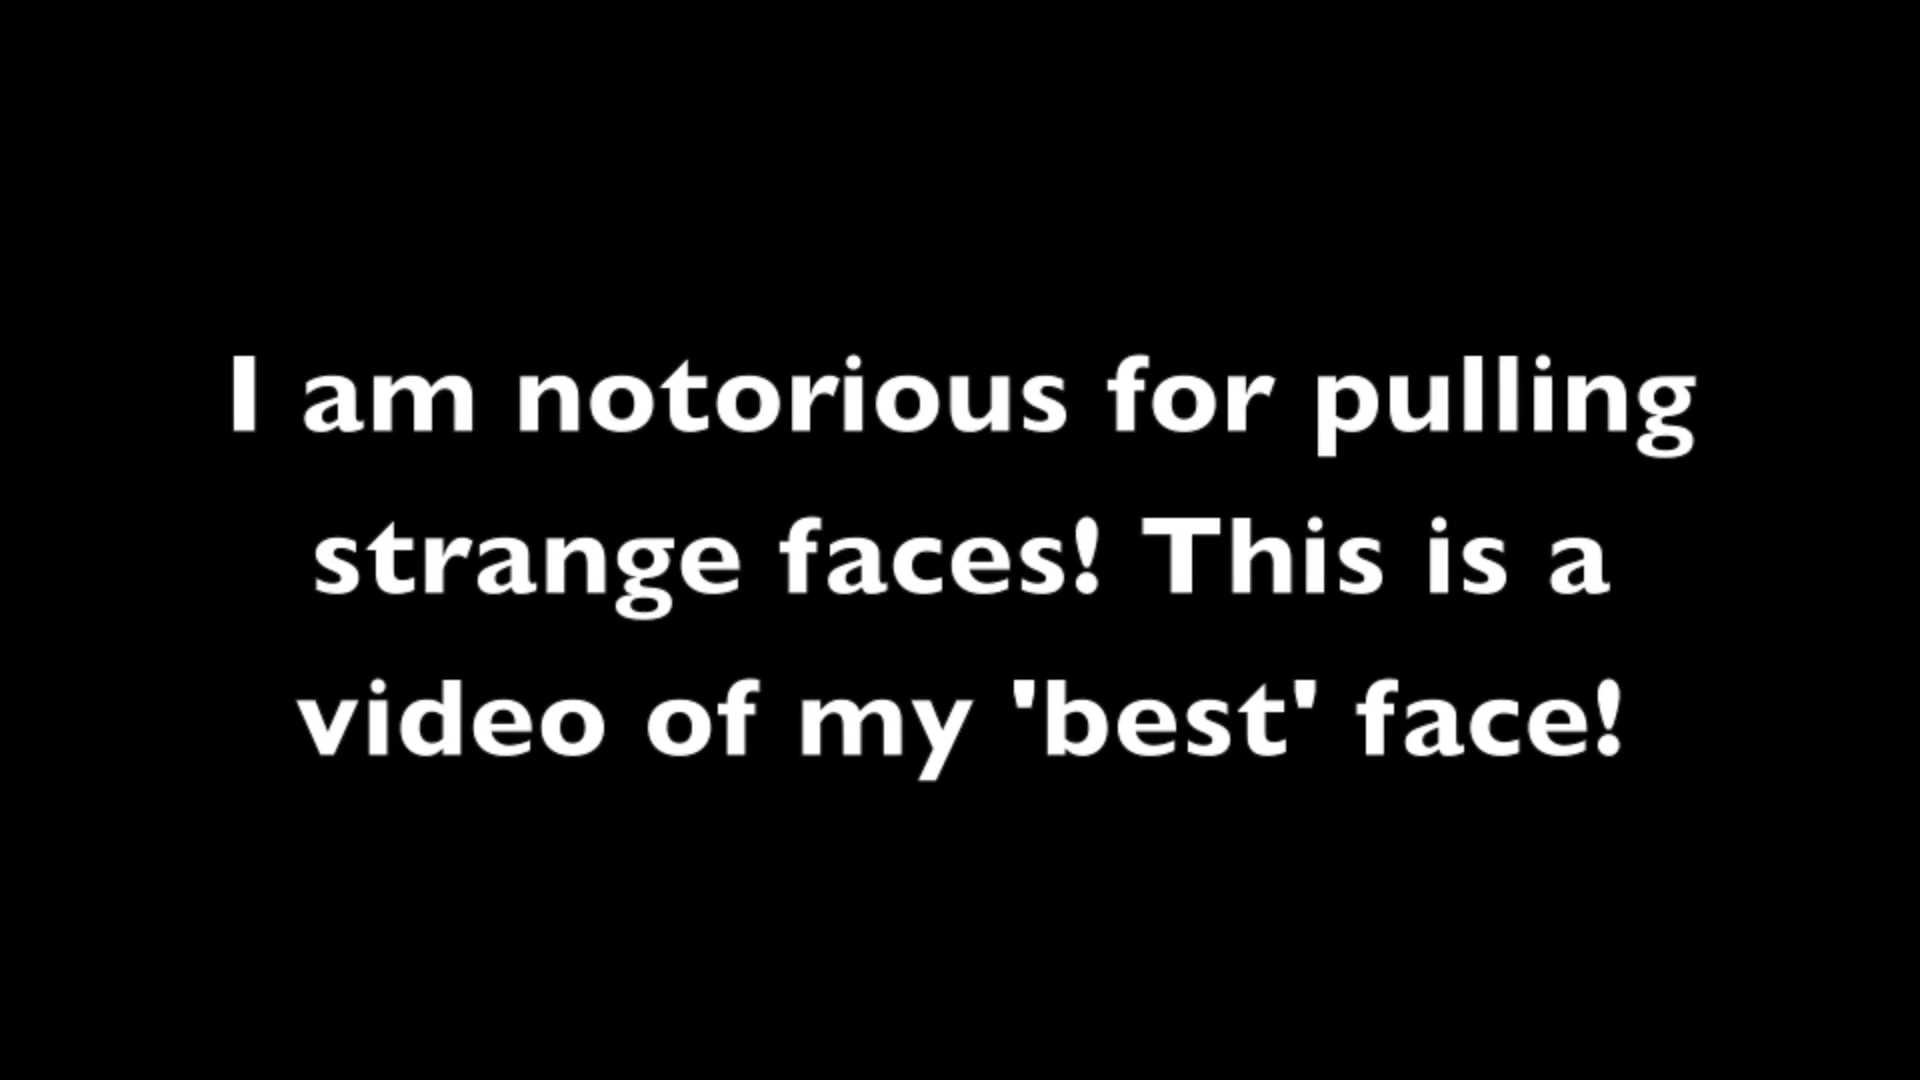 I am notorious for pulling
strange faces! This is a
video of my 'best' face!